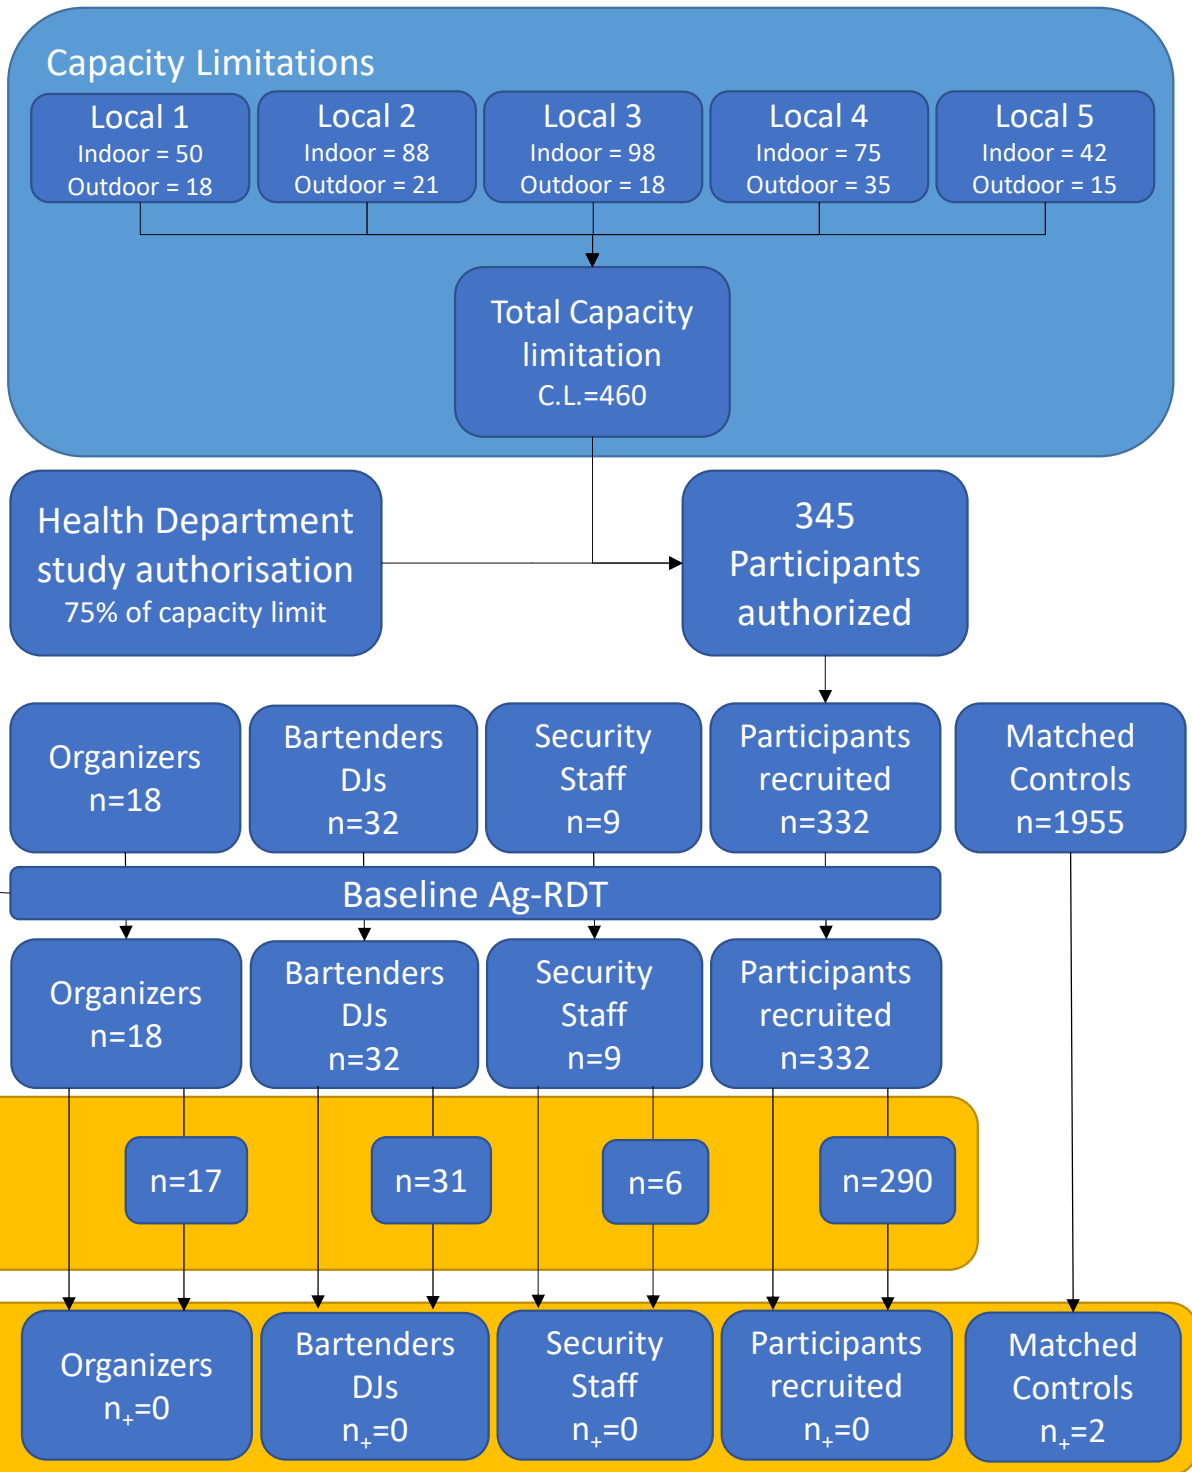 Capacity Limitations
Local 1
Indoor = 50
Outdoor = 18
Local 2
Indoor = 88
Outdoor = 21
Local 3
Indoor = 98
Outdoor = 18
Local 4
Indoor = 75
Outdoor = 35
Local 5
Indoor = 42
Outdoor = 15
Total Capacity
limitation
C.L.=460
Health Department
study authorisation
75% of capacity limit
345
Participants
authorized
Organizers
n=18
Bartenders
DJs
n=32
Security
Staff
n=9
Participants
recruited
n=332
Matched
Controls
n=1955
Baseline Ag-RDT
Organizers
n=18
Bartenders
DJs
n=32
Security
Staff
n=9
Participants
recruited
n=332
n=17
n=31
n=6
n=290
Organizers
n₊=0
Bartenders
DJs
n₊=0
Security
Staff
n₊=0
Participants
recruited
n₊=0
Matched
Controls
n₊=2